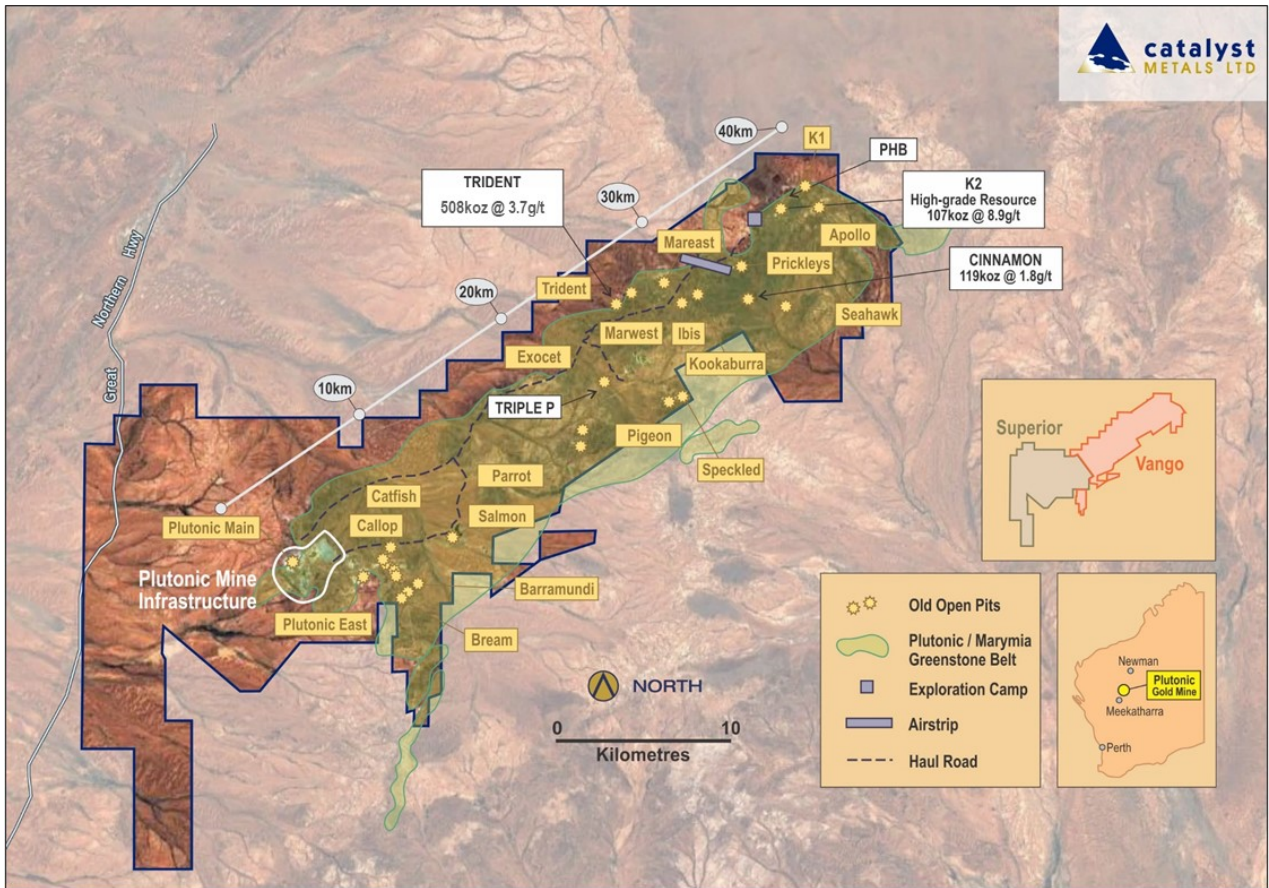 catalyst
METALS LTD
40km
K1
PHB
TRIDENT
508koz @ 3.7g/t
30km
K2
High-grade Resource
107koz @ 8.9g/t
Mareast
Apollo
Prickleys
CINNAMON
119koz @ 1.8g/t
Great Northern Hwy
20km
Trident
Seahawk
Marwest
Ibis
Exocet
Kookaburra
10km
TRIPLE P
Pigeon
Speckled
Superior
Vango
Parrot
Catfish
Plutonic Main
Callop
Salmon
Plutonic Mine
Infrastructure
Barramundi
Plutonic East
Bream
NORTH
0 10
Kilometres
Old Open Pits
Plutonic / Marymia
Greenstone Belt
Exploration Camp
Airstrip
Haul Road
Newman
Plutonic
Gold Mine
Meekatharra
Perth